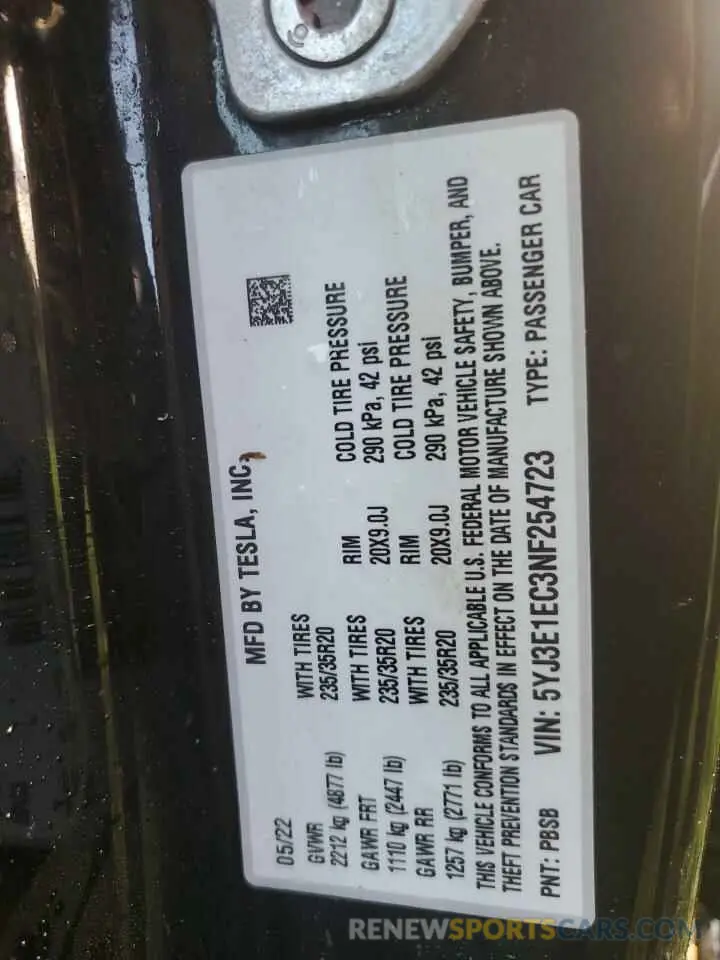 MFD BY TESLA, INC.
05/22
GVWR WITH TIRES
2212 kg (4877 lb) 235/35R20
GAWR FRT WITH TIRES RIM COLD TIRE PRESSURE
1110 kg (2447 lb) 235/35R20 20X9.0J 290 kPa, 42 psi
GAWR RR WITH TIRES RIM COLD TIRE PRESSURE
1257 kg (2771 lb) 235/35R20 20X9.0J 290 kPa, 42 psi
THIS VEHICLE CONFORMS TO ALL APPLICABLE U.S. FEDERAL MOTOR VEHICLE SAFETY, BUMPER, AND
THEFT PREVENTION STANDARDS IN EFFECT ON THE DATE OF MANUFACTURE SHOWN ABOVE.
PNT: PBSB VIN: 5YJ3E1EC3NF254723 TYPE: PASSENGER CAR
RENEWSPORTSCARS.COM